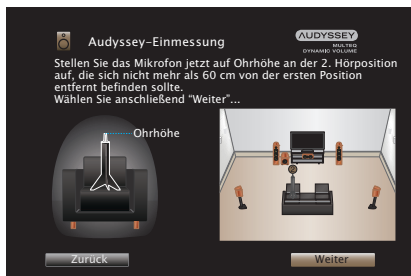 Audyssey-Einmessung
AUDYSSEY
MULTEQ
DYNAMIC VOLUME
Stellen Sie das Mikrofon jetzt auf Ohrhöhe an der 2. Hörposition
auf, die sich nicht mehr als 60 cm von der ersten Position
entfernt befinden sollte.
Wählen Sie anschließend “Weiter”...
Ohrhöhe
Zurück
Weiter